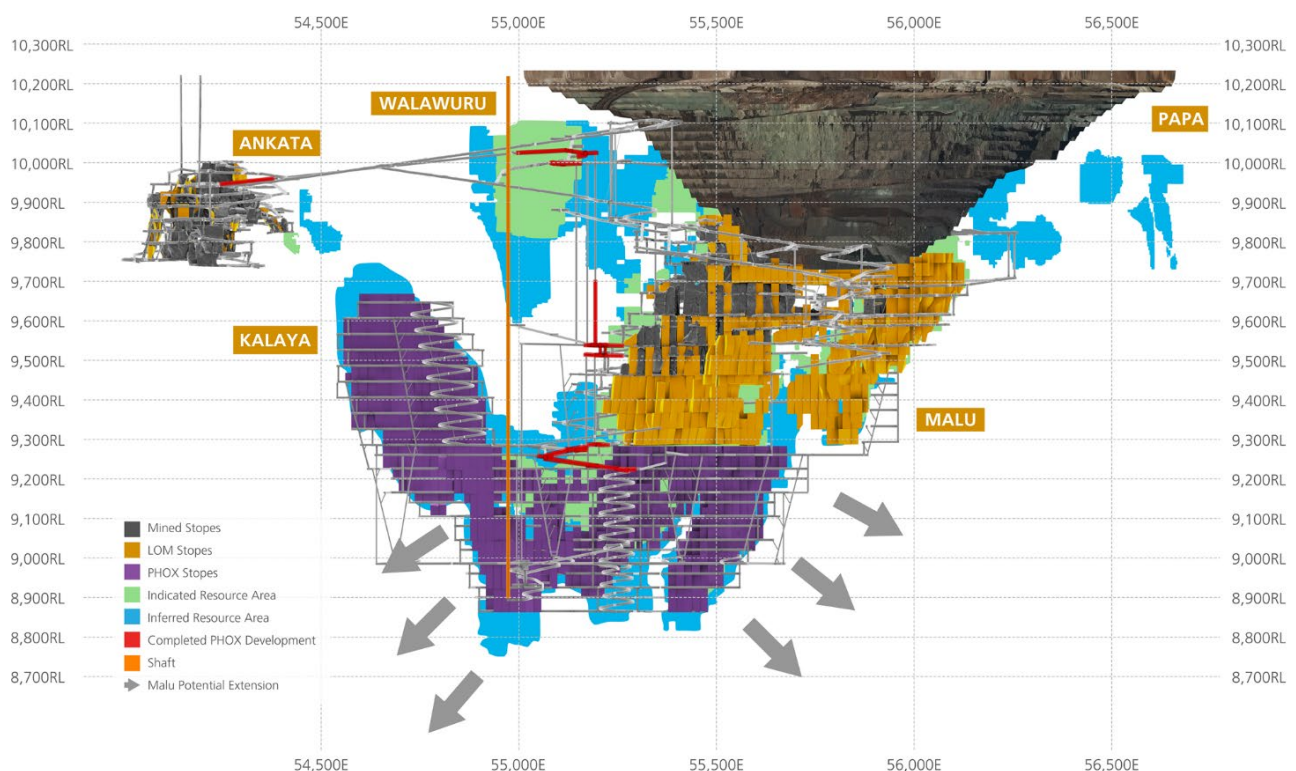 54,500E 55,000E 55,500E 56,000E 56,500E
10,300RL 10,300RL
10,200RL 10,200RL
WALAWURU
PAPA
10,100RL 10,100RL
ANKATA
10,000RL 10,000RL
9,900RL 9,900RL
9,800RL 9,800RL
9,700RL 9,700RL
9,600RL 9,600RL
KALAYA
9,500RL 9,500RL
9,400RL 9,400RL
MALU
9,300RL 9,300RL
9,200RL 9,200RL
9,100RL 9,100RL
9,000RL 9,000RL
8,900RL 8,900RL
8,800RL 8,800RL
8,700RL 8,700RL
Mined Stopes
LOM Stopes
PHOX Stopes
Indicated Resource Area
Inferred Resource Area
Completed PHOX Development
Shaft
Malu Potential Extension
54,500E 55,000E 55,500E 56,000E 56,500E